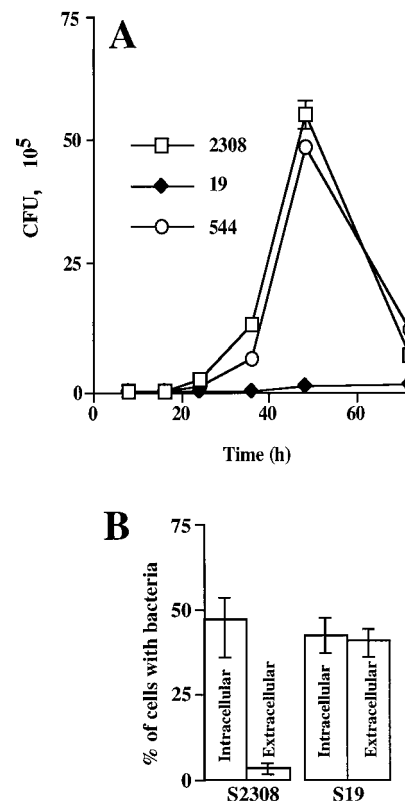 A
75
50
25
0
CFU, 10⁵
2308
19
544
0
20
40
60
Time (h)
B
75
50
25
0
% of cells with bacteria
Intracellular
Extracellular
Intracellular
Extracellular
S2308
S19